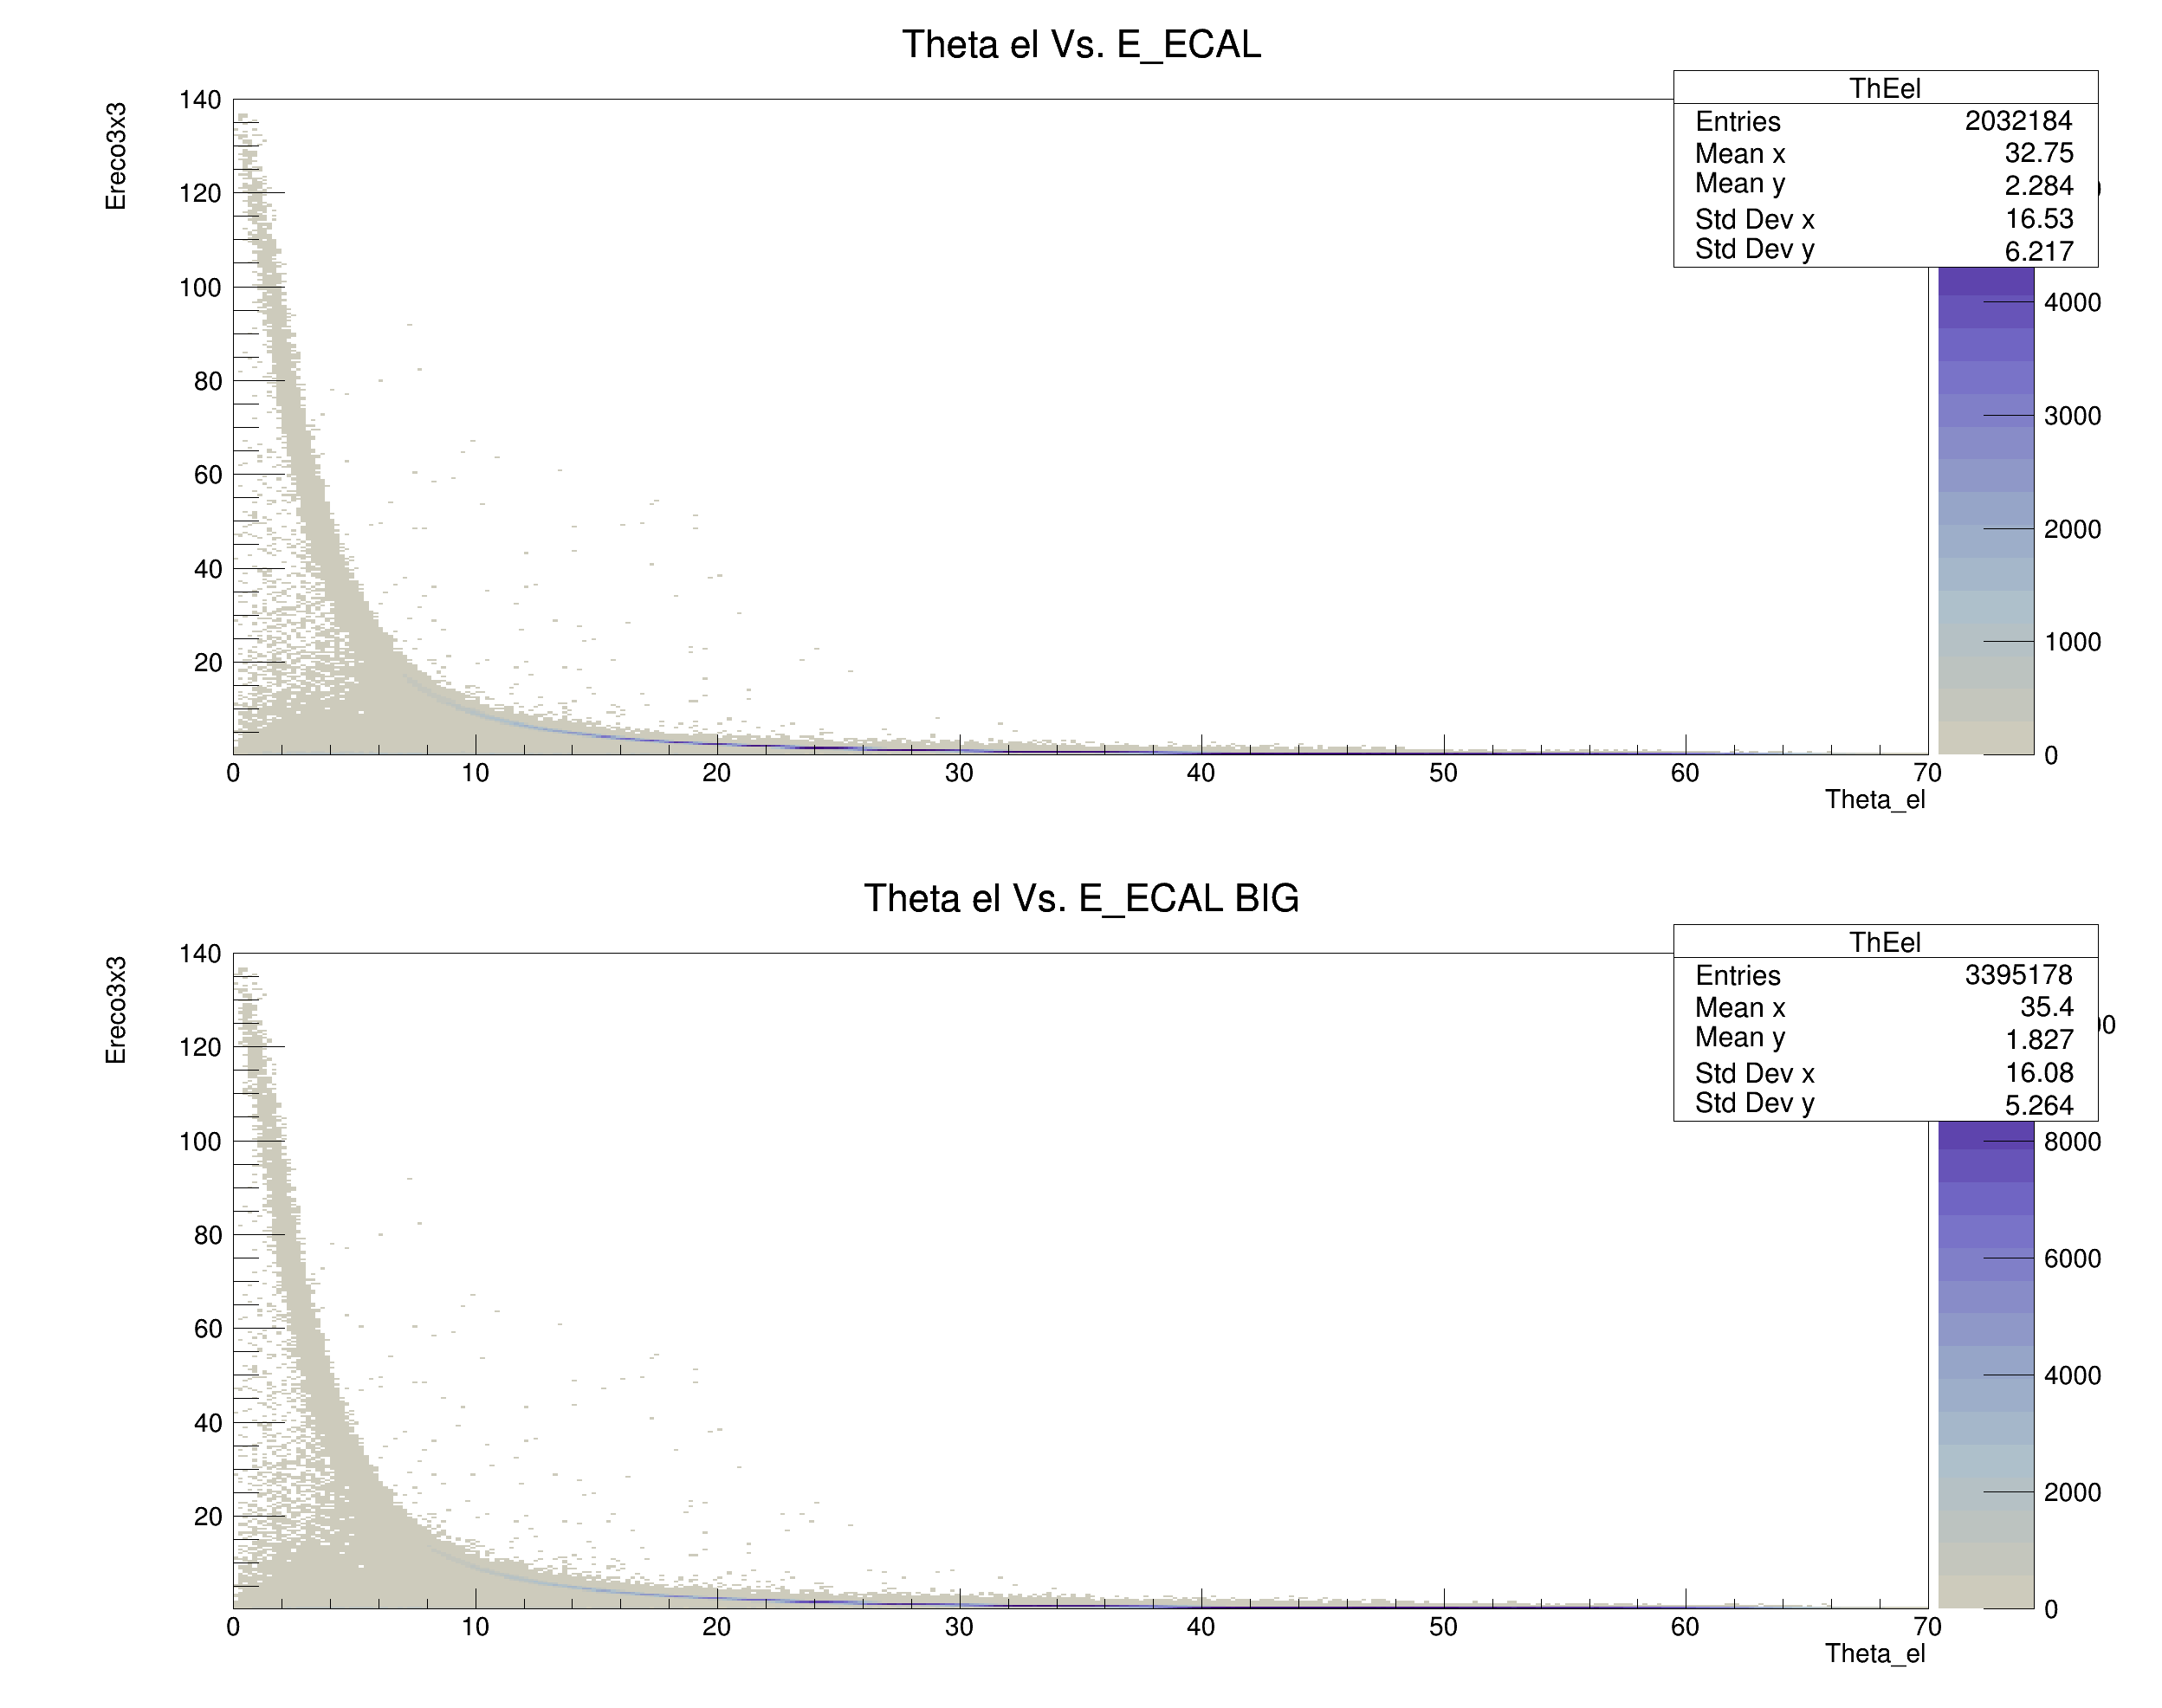 Theta el Vs. E_ECAL
ThEel
Entries 2032184
Mean x 32.75
Mean y 2.284
Std Dev x 16.53
Std Dev y 6.217
Ereco3x3
140
120
100
80
60
40
20
0 10 20 30 40 50 60 70
Theta_el
4000
3000
2000
1000
0
Theta el Vs. E_ECAL BIG
ThEel
Entries 3395178
Mean x 35.4
Mean y 1.827
Std Dev x 16.08
Std Dev y 5.264
Ereco3x3
140
120
100
80
60
40
20
0 10 20 30 40 50 60 70
Theta_el
8000
6000
4000
2000
0